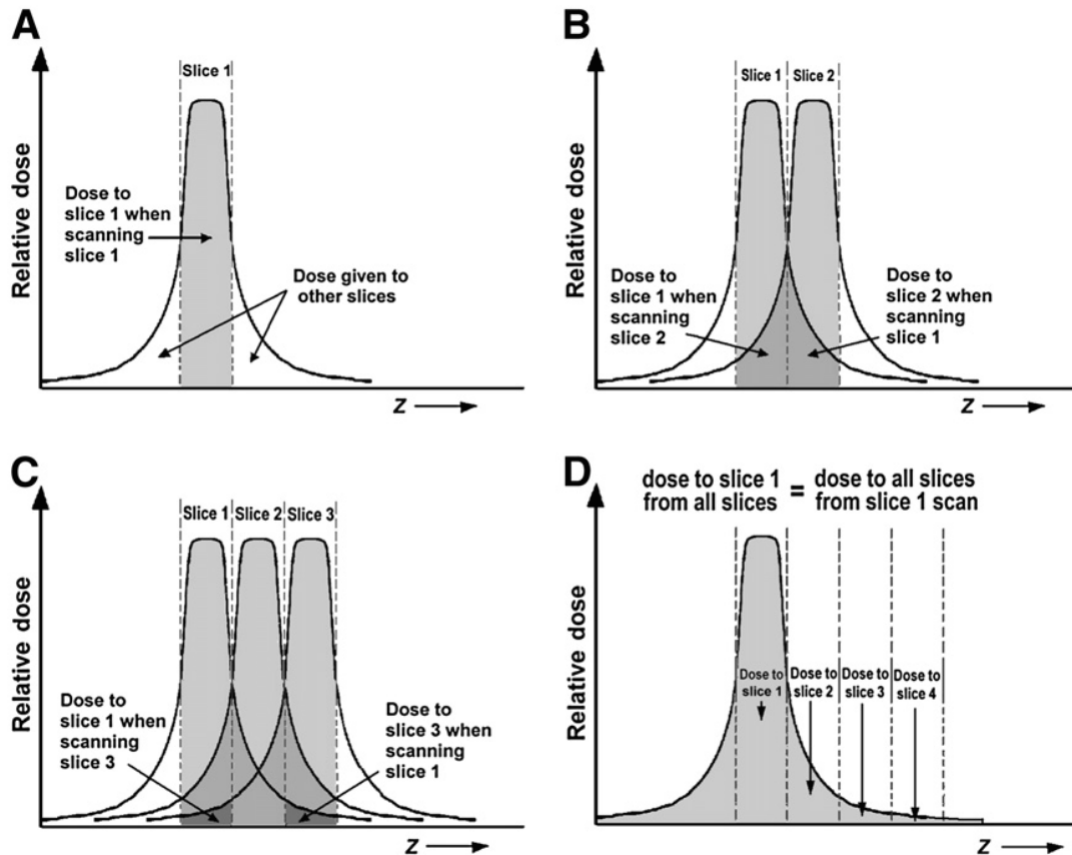 A
Slice 1
Relative dose
Dose to
slice 1 when
scanning
slice 1
Dose given to
other slices
z
B
Slice 1
Slice 2
Relative dose
Dose to
slice 1 when
scanning
slice 2
Dose to
slice 2 when
scanning
slice 1
z
C
Slice 1
Slice 2
Slice 3
Relative dose
Dose to
slice 1 when
scanning
slice 3
Dose to
slice 3 when
scanning
slice 1
z
D
dose to slice 1 = dose to all slices
from all slices from slice 1 scan
Relative dose
Dose to
slice 1
Dose to
slice 2
Dose to
slice 3
Dose to
slice 4
z